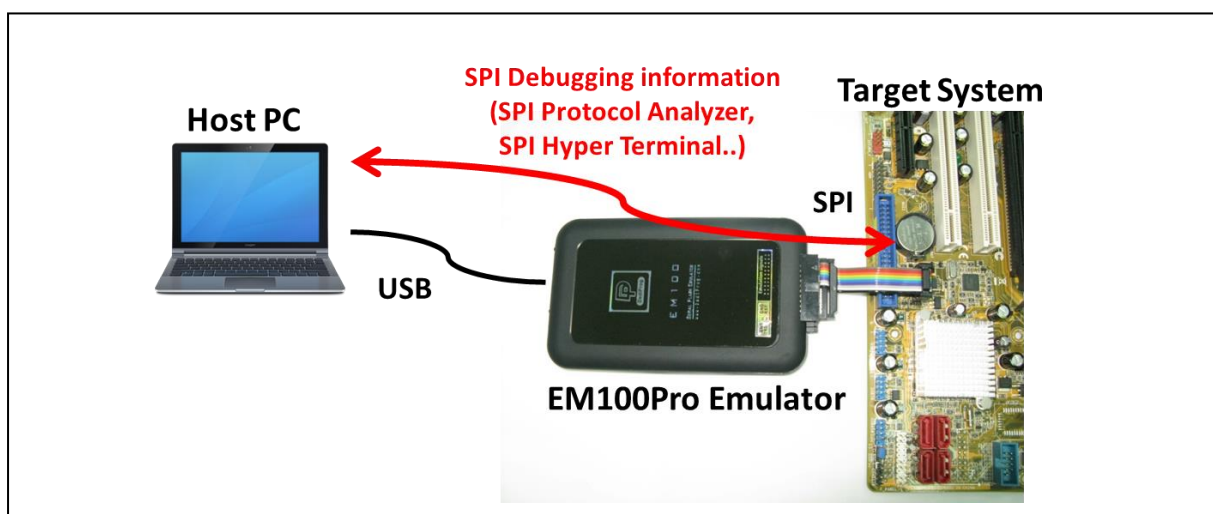 SPI Debugging information
(SPI Protocol Analyzer,
SPI Hyper Terminal..)
Target System
Host PC
SPI
USB
EM100
EM100Pro Emulator